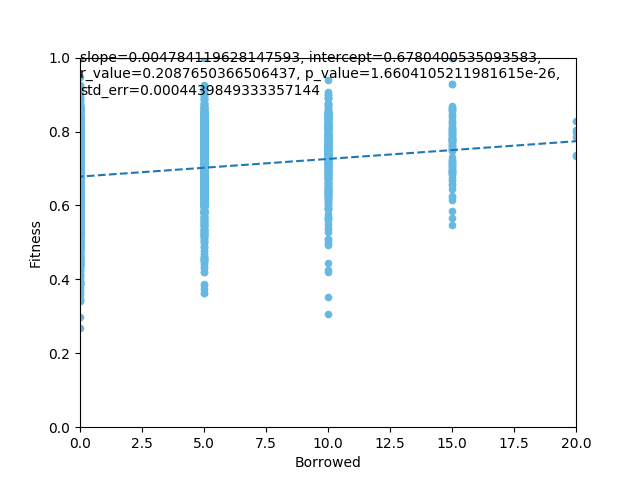 slope=0.004784119628147593, intercept=0.6780400535093583,
r_value=0.2087650366506437, p_value=1.6604105211981615e-26,
std_err=0.0004439849333357144
1.0
0.8
0.6
0.4
0.2
0.0
Fitness
0.0 2.5 5.0 7.5 10.0 12.5 15.0 17.5 20.0
Borrowed